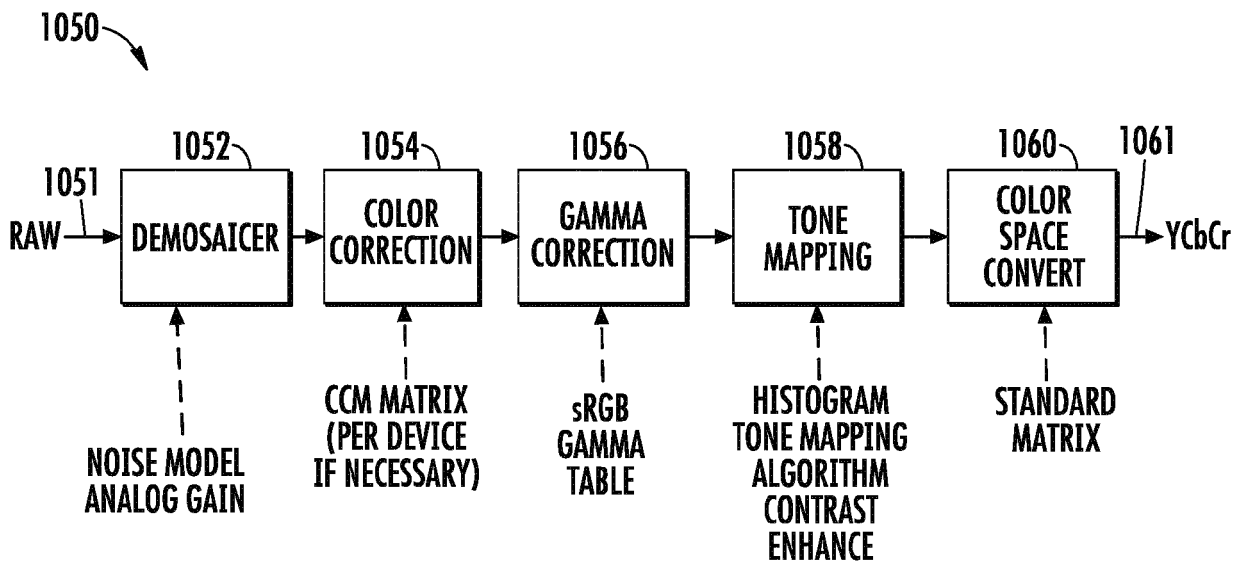 1050
1052
1054
1056
1058
1060
1061
1051
RAW
DEMOSAICER
COLOR
CORRECTION
GAMMA
CORRECTION
TONE
MAPPING
COLOR
SPACE
CONVERT
YCbCr
NOISE MODEL
ANALOG GAIN
CCM MATRIX
(PER DEVICE
IF NECESSARY)
sRGB
GAMMA
TABLE
HISTOGRAM
TONE MAPPING
ALGORITHM
CONTRAST
ENHANCE
STANDARD
MATRIX